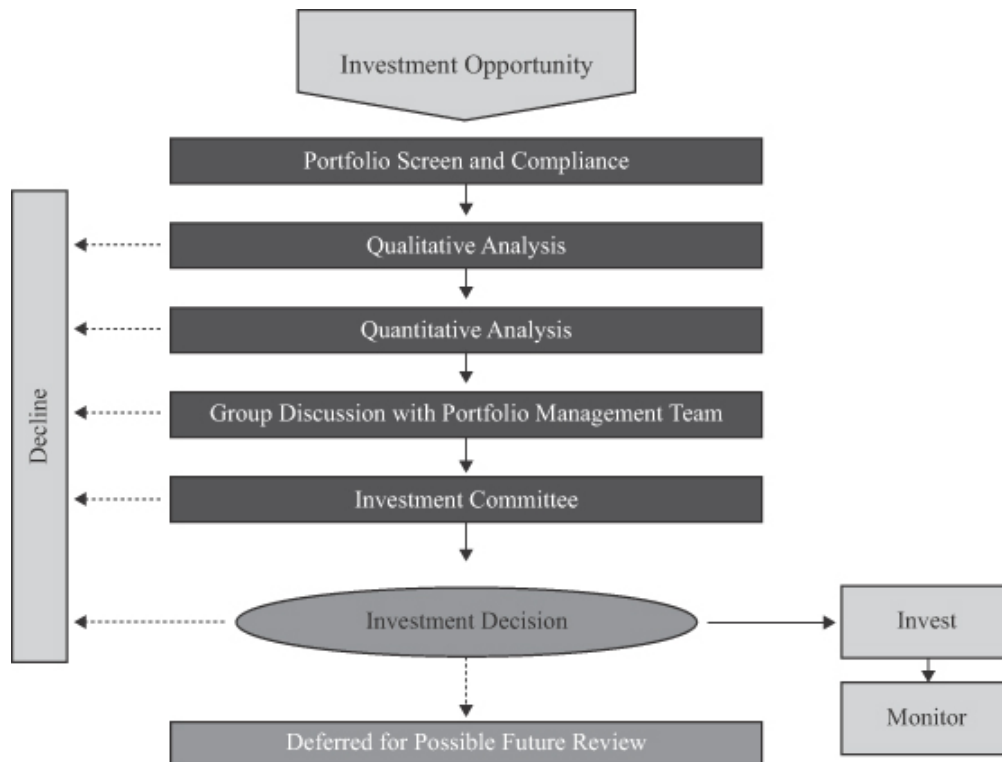 Investment Opportunity
Portfolio Screen and Compliance
Qualitative Analysis
Quantitative Analysis
Group Discussion with Portfolio Management Team
Decline
Investment Committee
Investment Decision
Invest
Monitor
Deferred for Possible Future Review